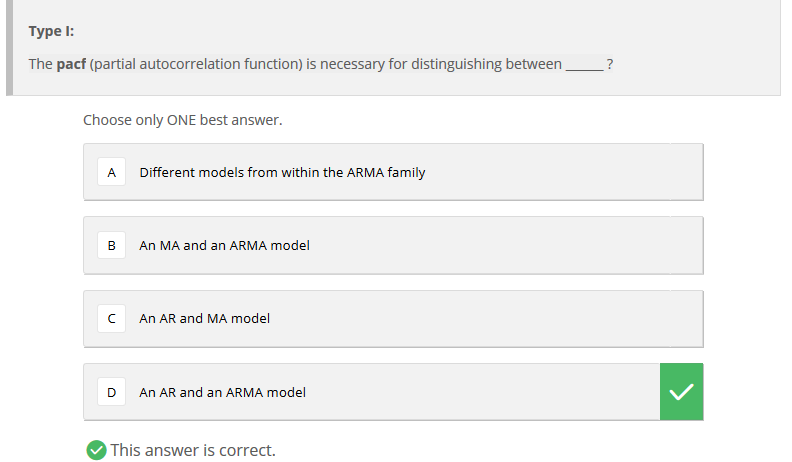 Type I:
The pacf (partial autocorrelation function) is necessary for distinguishing between ______ ?
Choose only ONE best answer.
A Different models from within the ARMA family
B An MA and an ARMA model
C An AR and MA model
D An AR and an ARMA model
This answer is correct.